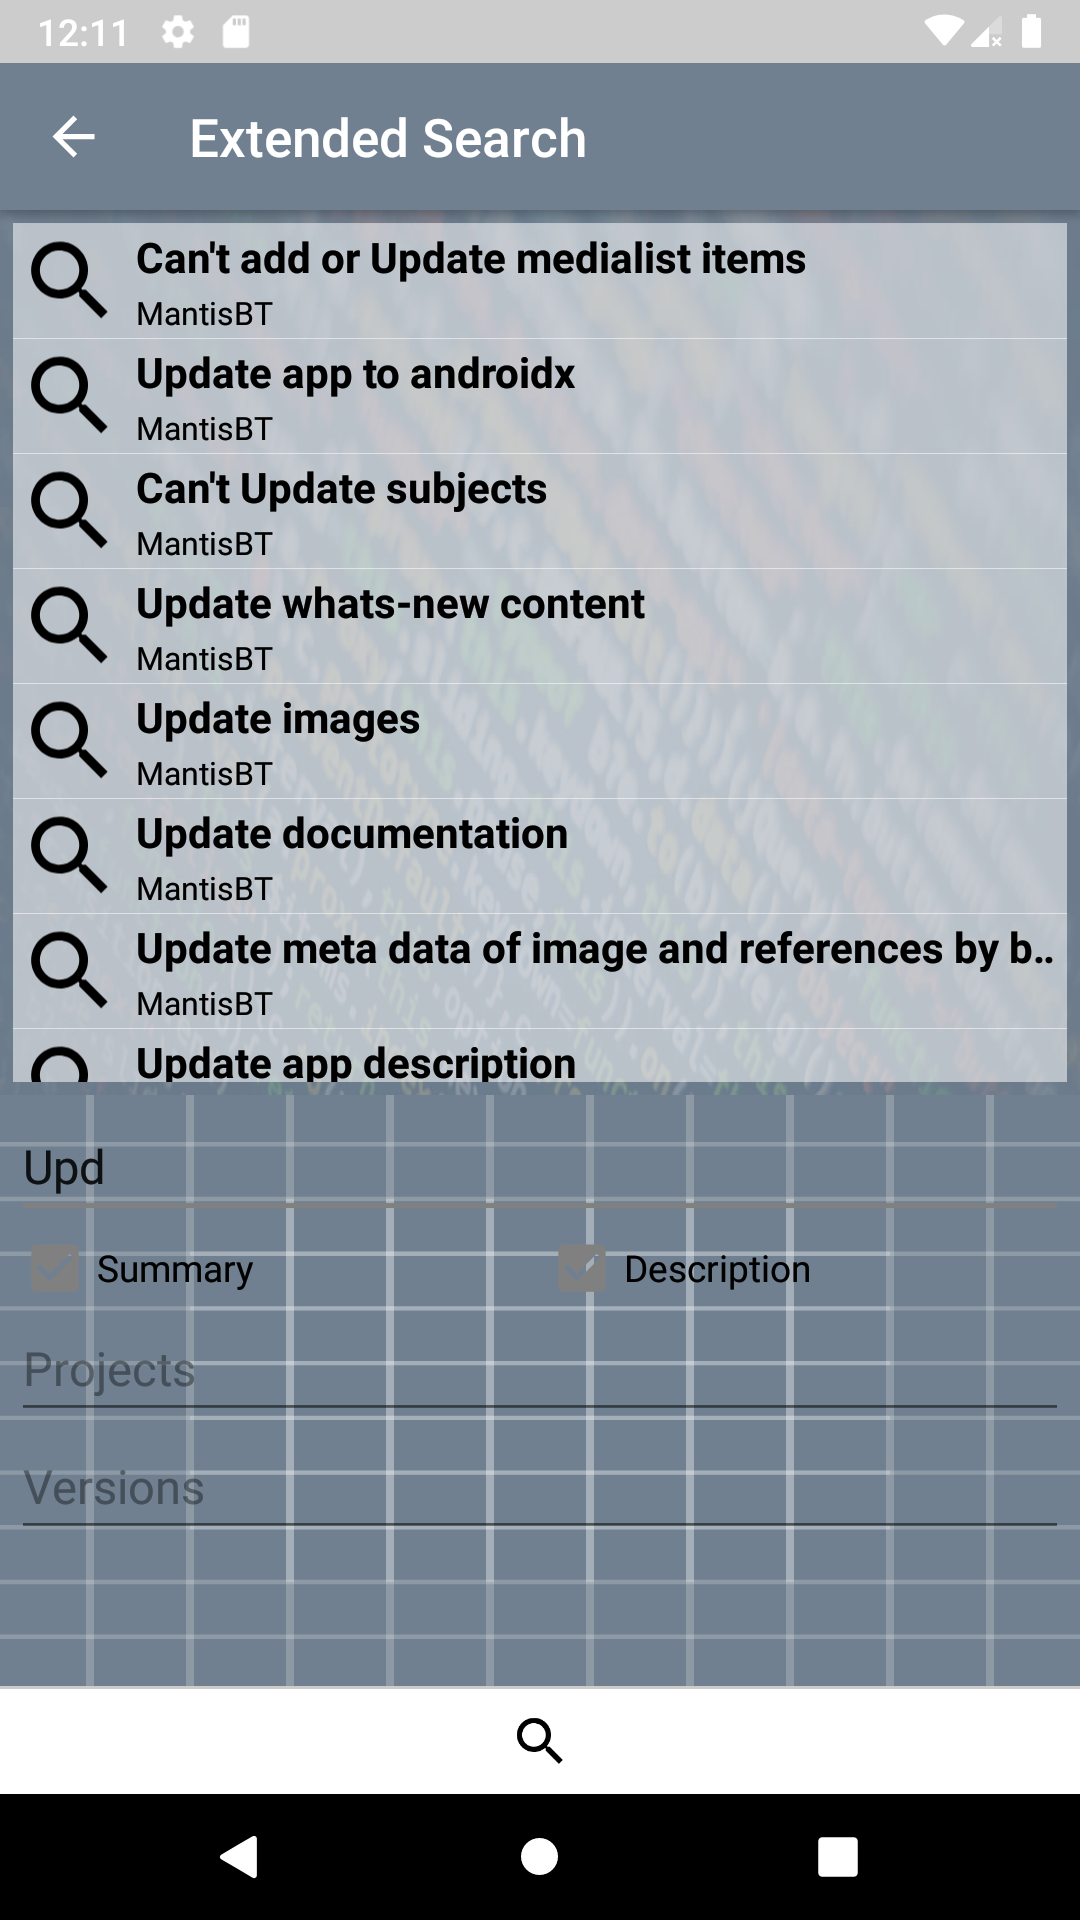 12:11
Extended Search
Can't add or Update medialist items
MantisBT
Update app to androidx
MantisBT
Can't Update subjects
MantisBT
Update whats-new content
MantisBT
Update images
MantisBT
Update documentation
MantisBT
Update meta data of image and references by b..
MantisBT
Update app description
Upd
Summary
Description
Projects
Versions